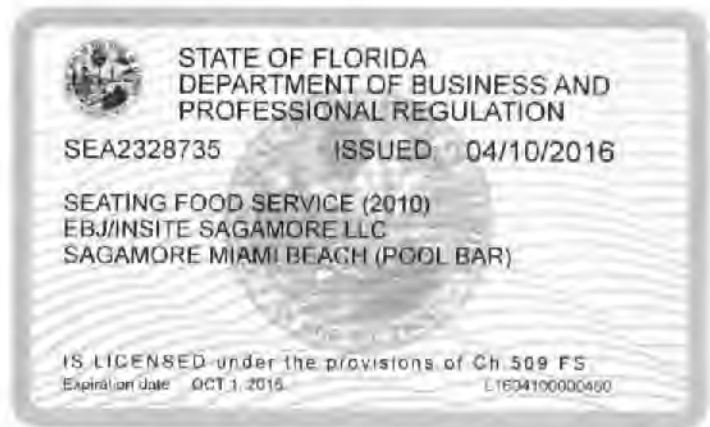 STATE OF FLORIDA
DEPARTMENT OF BUSINESS AND
PROFESSIONAL REGULATION
SEA2328735 ISSUED 04/10/2016
SEATING FOOD SERVICE (2010)
EBJ/INSITE SAGAMORE LLC
SAGAMORE MIAMI BEACH (POOL BAR)
IS LICENSED under the provisions of Ch 509 FS
Expiration date OCT 1, 2016